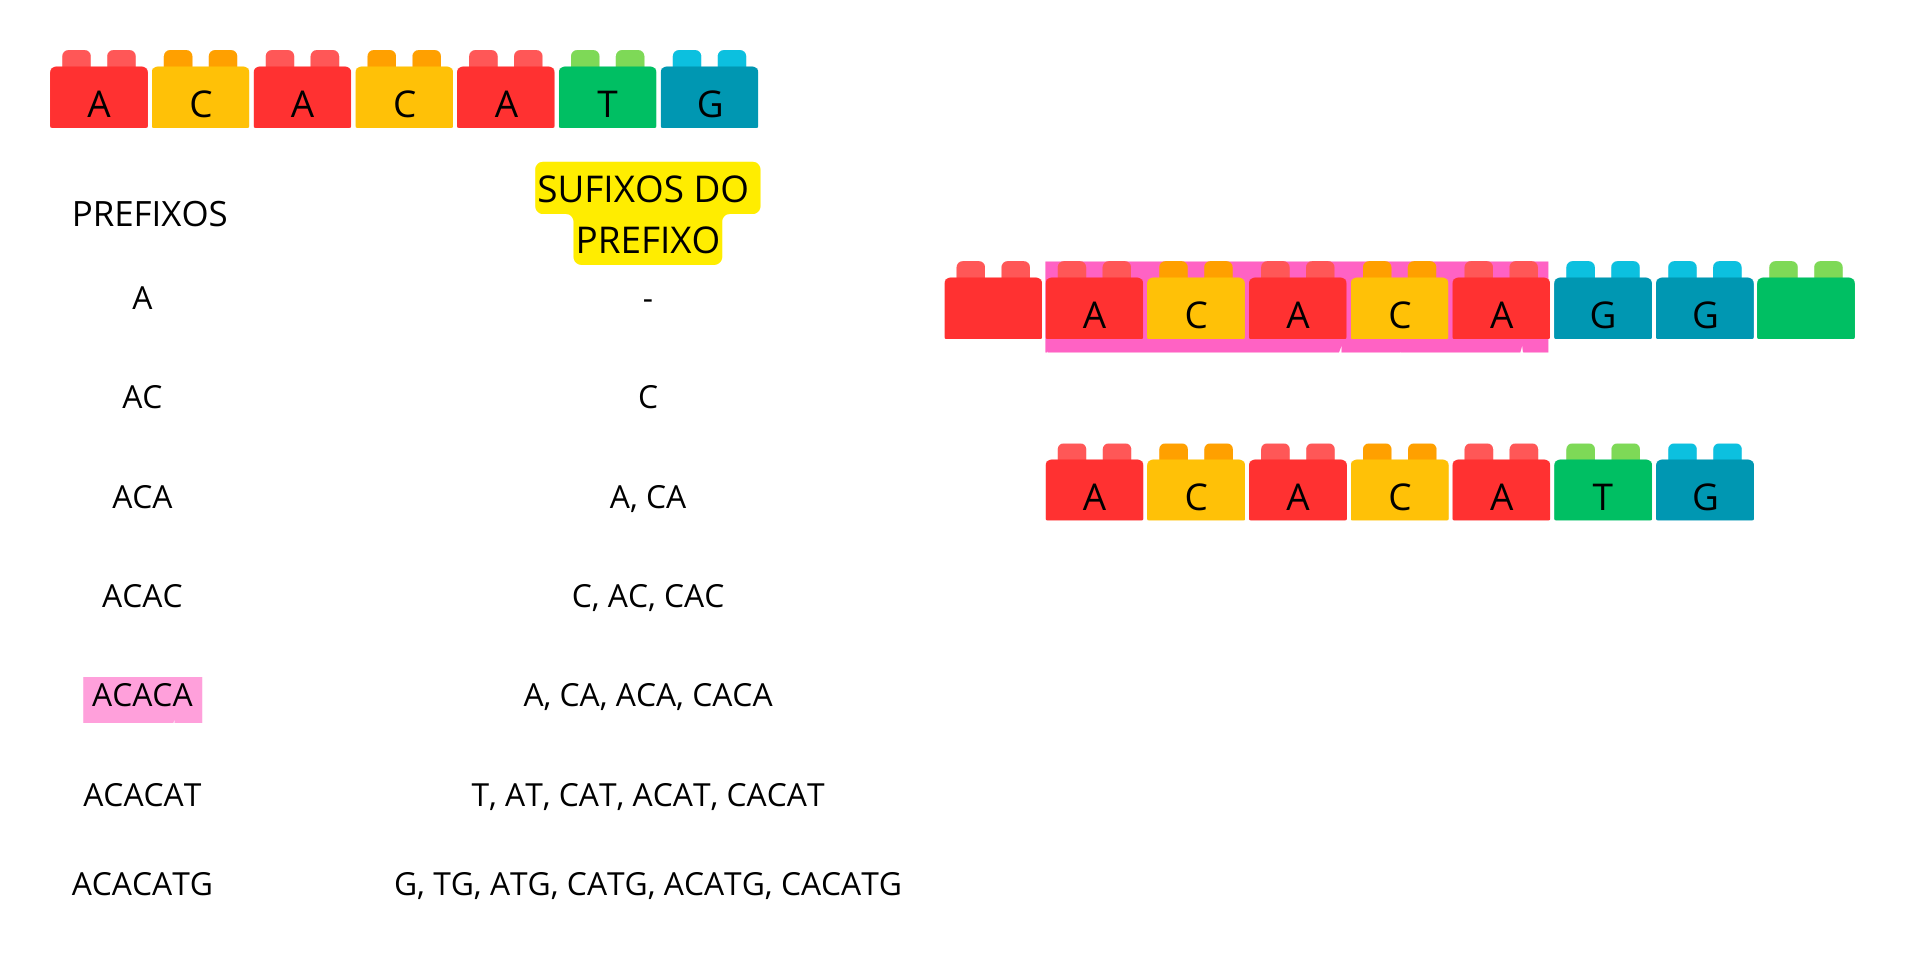 A C A C A T G
PREFIXOS
SUFIXOS DO
PREFIXO
A
-
AC
C
ACA
A, CA
ACAC
C, AC, CAC
ACACA
A, CA, ACA, CACA
ACACAT
T, AT, CAT, ACAT, CACAT
ACACATG
G, TG, ATG, CATG, ACATG, CACATG
A C A C A G G
A C A C A T G